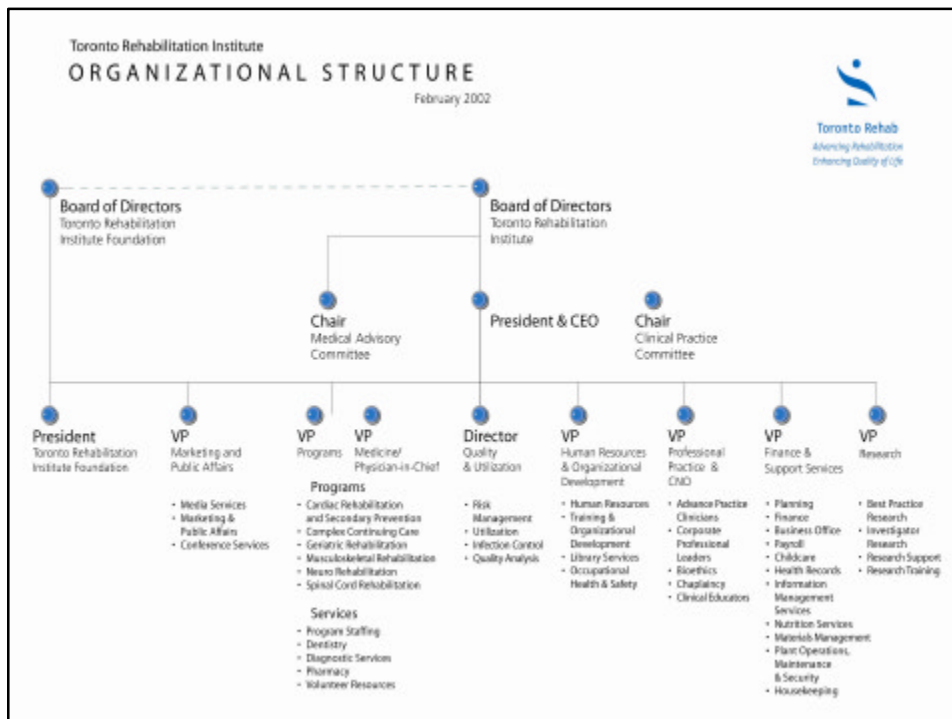 Toronto Rehabilitation Institute
ORGANIZATIONAL STRUCTURE
February 2002
Toronto Rehab
Advancing Rehabilitation
Enhancing Quality of Life
Board of Directors
Toronto Rehabilitation
Institute Foundation
Board of Directors
Toronto Rehabilitation
Institute
Chair
Medical Advisory
Committee
President & CEO
Chair
Clinical Practice
Committee
President
Toronto Rehabilitation
Institute Foundation
VP
Marketing and
Public Affairs
• Media Services
• Marketing &
Public Affairs
• Conference Services
VP
Programs
VP
Medicine/
Physician-in-Chief
Programs
• Cardiac Rehabilitation
and Secondary Prevention
• Complex Continuing Care
• Geriatric Rehabilitation
• Musculoskeletal Rehabilitation
• Neuro Rehabilitation
• Spinal Cord Rehabilitation
Services
• Program Staffing
• Dentistry
• Diagnostic Services
• Pharmacy
• Volunteer Resources
Director
Quality
& Utilization
• Risk
Management
• Utilization
• Infection Control
• Quality Analysis
VP
Human Resources
& Organizational
Development
• Human Resources
• Training &
Organizational
Development
• Library Services
• Occupational
Health & Safety
VP
Professional
Practice &
CNO
• Advance Practice
Clinicians
• Corporate
Professional
Leaders
• Bioethics
• Chaplaincy
• Clinical Educators
VP
Finance &
Support Services
• Planning
• Finance
• Business Office
• Payroll
• Childcare
• Health Records
• Information
Management
Services
• Nutrition Services
• Materials Management
• Plant Operations,
Maintenance
& Security
• Housekeeping
VP
Research
• Best Practice
Research
• Investigator
Research
• Research Support
• Research Training